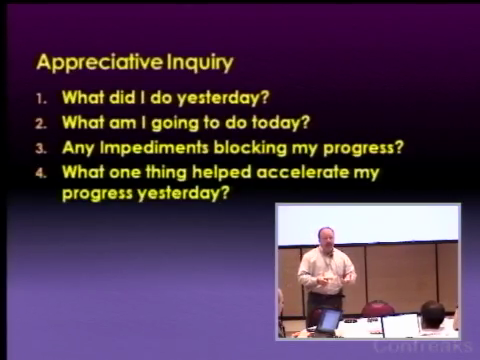 Appreciative Inquiry
1. What did I do yesterday?
2. What am I going to do today?
3. Any Impediments blocking my progress?
4. What one thing helped accelerate my
progress yesterday?
Confreaks